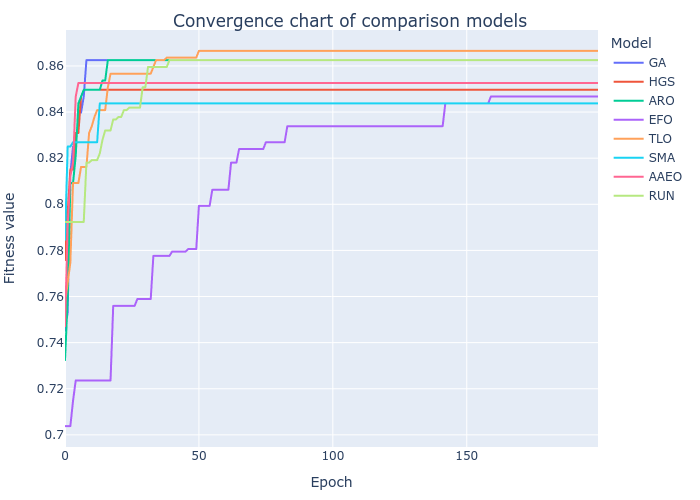 Convergence chart of comparison models
Fitness value
0.86
0.84
0.82
0.8
0.78
0.76
0.74
0.72
0.7
0
50
100
150
Epoch
Model
GA
HGS
ARO
EFO
TLO
SMA
AAEO
RUN